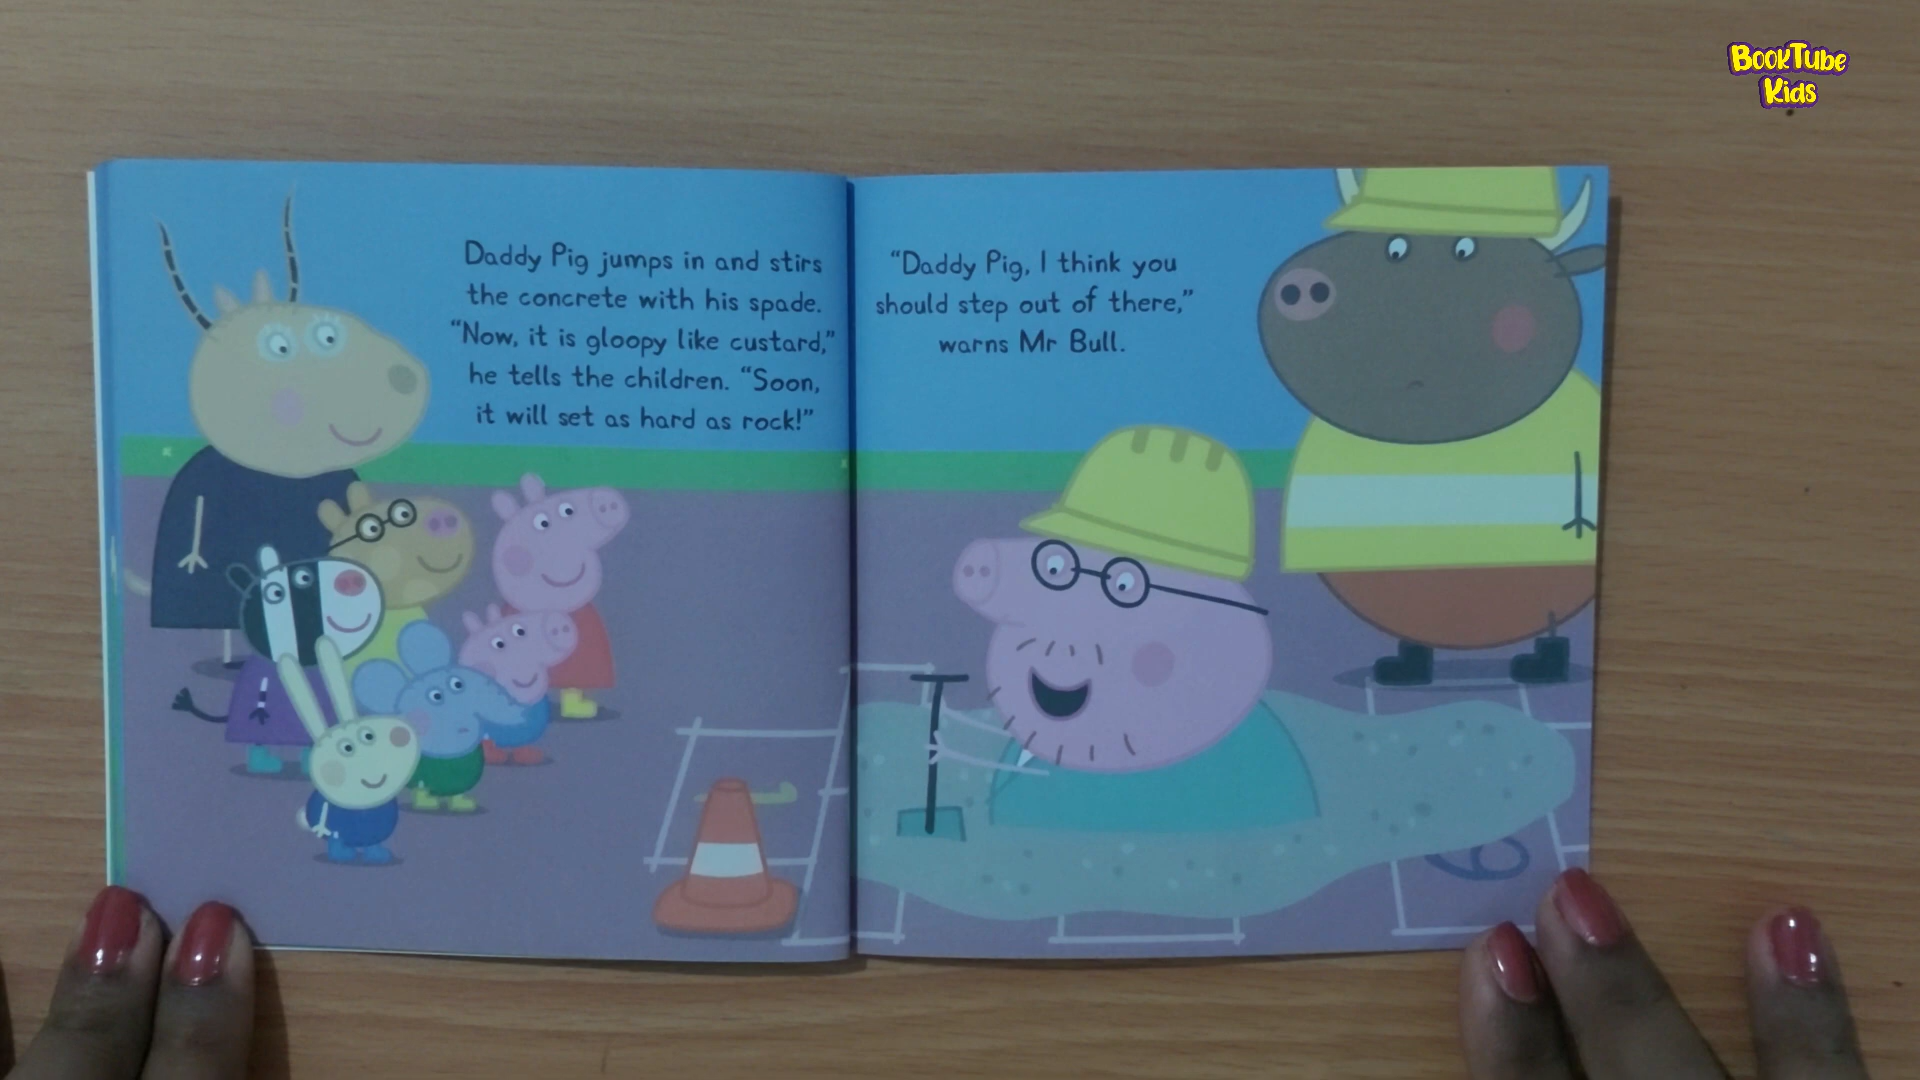 BookTube
Kids
Daddy Pig jumps in and stirs
the concrete with his spade.
“Now, it is gloopy like custard,”
he tells the children. “Soon,
it will set as hard as rock!”
“Daddy Pig, I think you
should step out of there,”
warns Mr Bull.
6